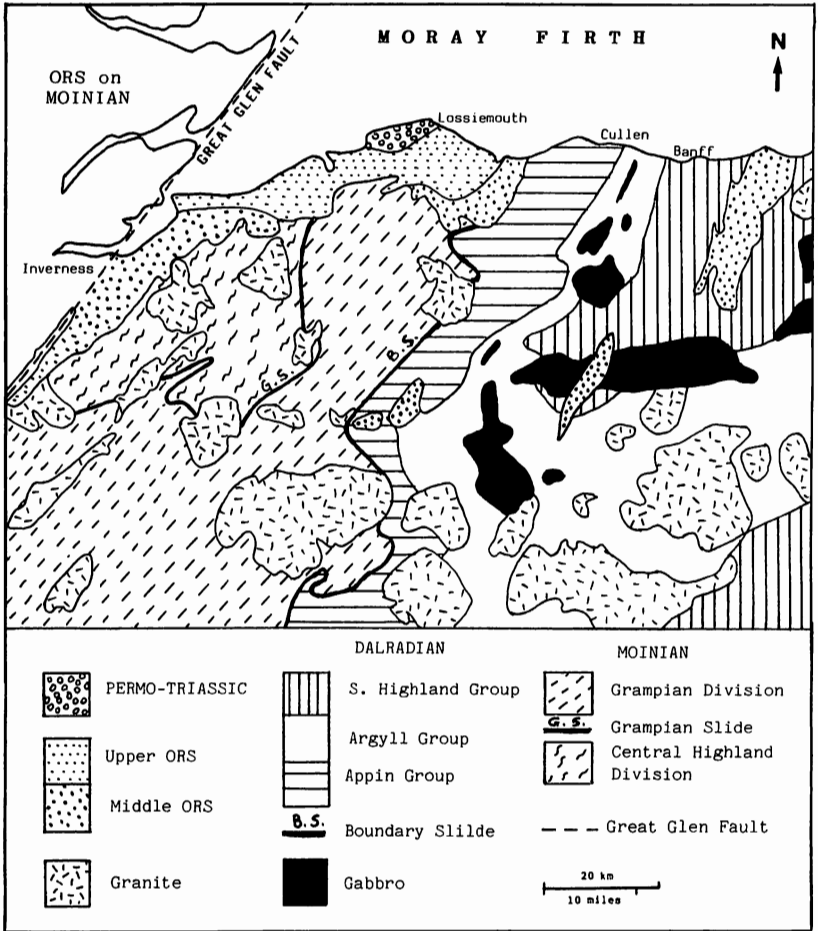 MORAY FIRTH
N
ORS on
MOINIAN
GREAT GLEN FAULT
Lossiemouth
Cullen
Banff
Inverness
B.S.
G.S.
DALRADIAN
MOINIAN
PERMO-TRIASSIC
Upper ORS
Middle ORS
Granite
S. Highland Group
Argyll Group
Appin Group
B.S.
Boundary Slilde
Gabbro
Grampian Division
G.S.
Grampian Slide
Central Highland
Division
Great Glen Fault
20 km
10 miles